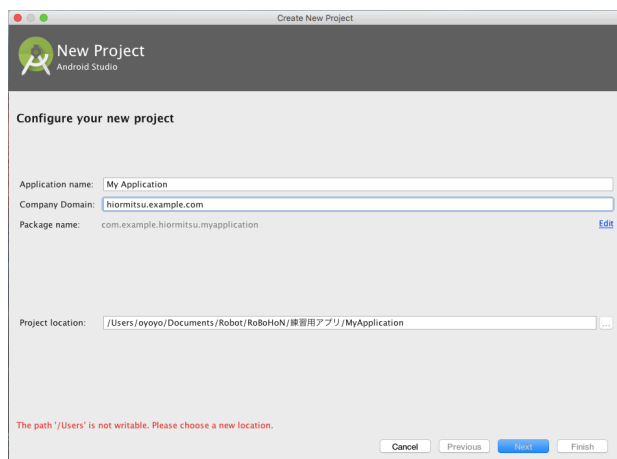 Create New Project
New Project
Android Studio
Configure your new project
Application name: My Application
Company Domain: hiormitsu.example.com
Package name: com.example.hiormitsu.myapplication Edit
Project location: /Users/oyoyo/Documents/Robot/RoBoHoN/練習用アプリ/MyApplication ...
The path '/Users' is not writable. Please choose a new location.
Cancel Previous Next Finish